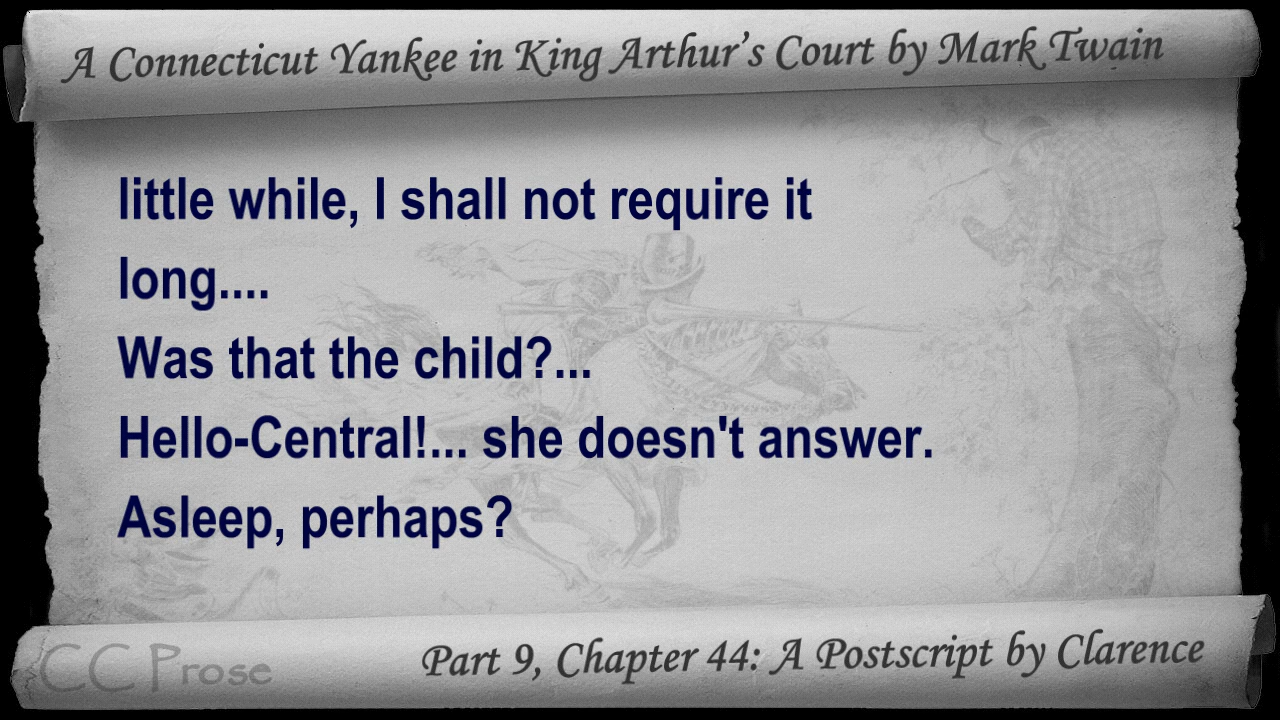 A Connecticut Yankee in King Arthur's Court by Mark Twain
little while, I shall not require it
long....
Was that the child?...
Hello-Central!... she doesn't answer.
Asleep, perhaps?
CC Prose
Part 9, Chapter 44: A Postscript by Clarence